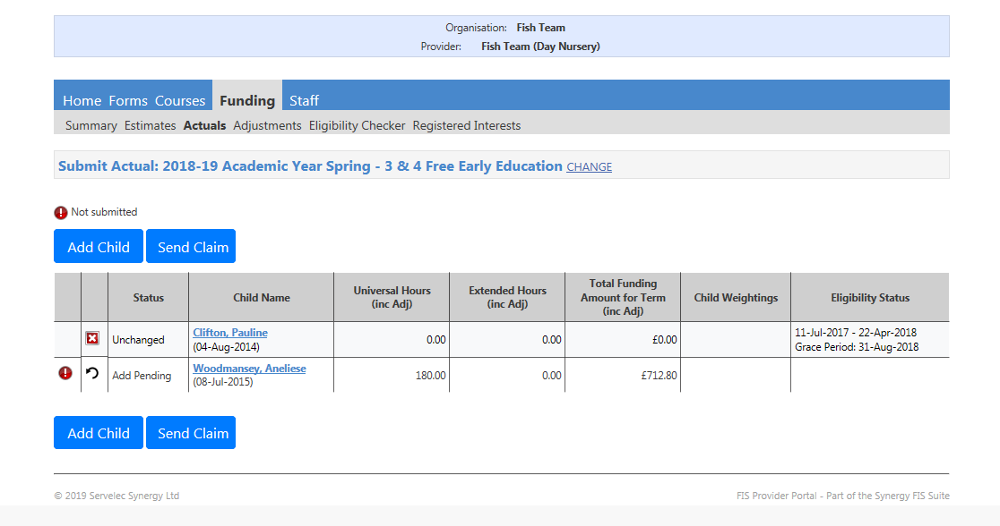 Organisation: Fish Team
Provider: Fish Team (Day Nursery)
Home Forms Courses Funding Staff
Summary Estimates Actuals Adjustments Eligibility Checker Registered Interests
Submit Actual: 2018-19 Academic Year Spring - 3 & 4 Free Early Education CHANGE
Not submitted
Add Child Send Claim
Status Child Name Universal Hours (inc Adj) Extended Hours (inc Adj) Total Funding Amount for Term (inc Adj) Child Weightings Eligibility Status
Unchanged Clifton, Pauline (04-Aug-2014) 0.00 0.00 £0.00 11-Jul-2017 - 22-Apr-2018 Grace Period: 31-Aug-2018
Add Pending Woodmansey, Aneliese (08-Jul-2015) 180.00 0.00 £712.80
Add Child Send Claim
© 2019 Servelec Synergy Ltd FIS Provider Portal - Part of the Synergy FIS Suite